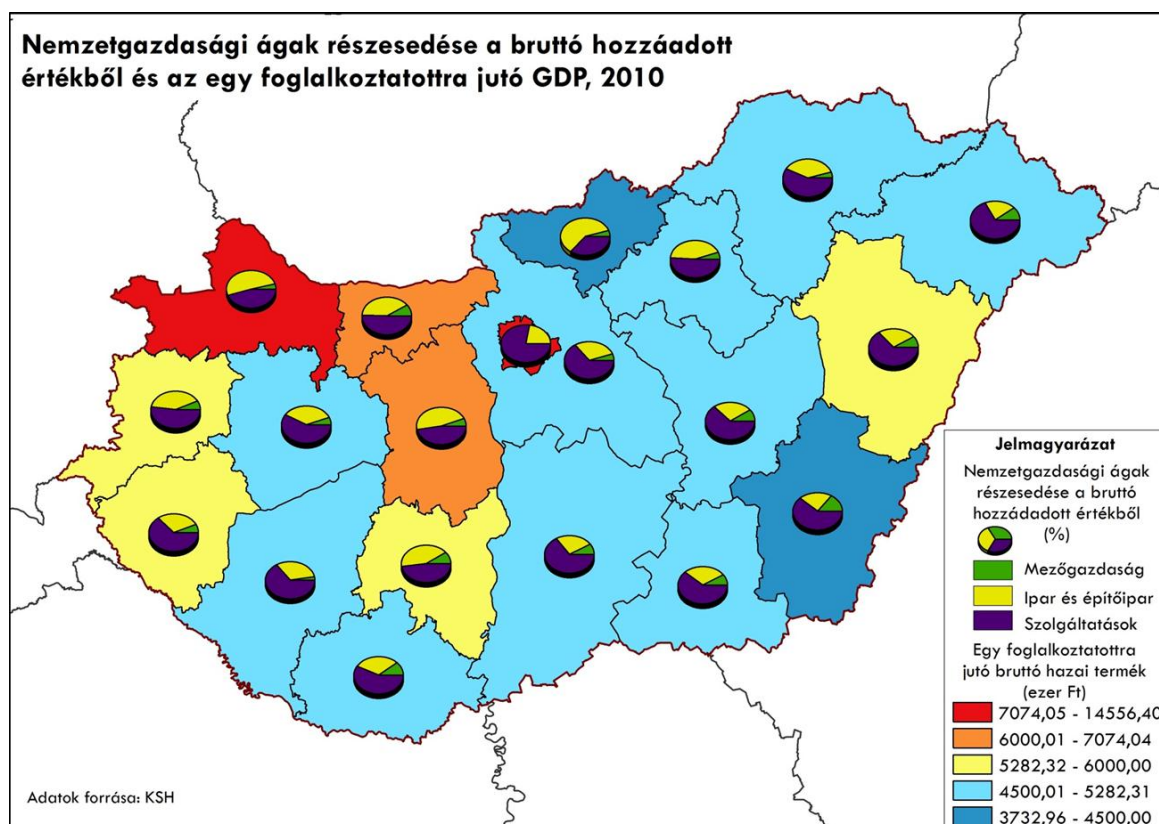 Nemzetgazdasági ágak részesedése a bruttó hozzáadott
értékből és az egy foglalkoztatottra jutó GDP, 2010
Jelmagyarázat
Nemzetgazdasági ágak
részesedése a bruttó
hozzádadott értékből
(%)
Mezőgazdaság
Ipar és építőipar
Szolgáltatások
Egy foglalkoztatottra
jutó bruttó hazai termék
(ezer Ft)
7074,05 - 14556,40
6000,01 - 7074,04
5282,32 - 6000,00
4500,01 - 5282,31
3732,96 - 4500,00
Adatok forrása: KSH